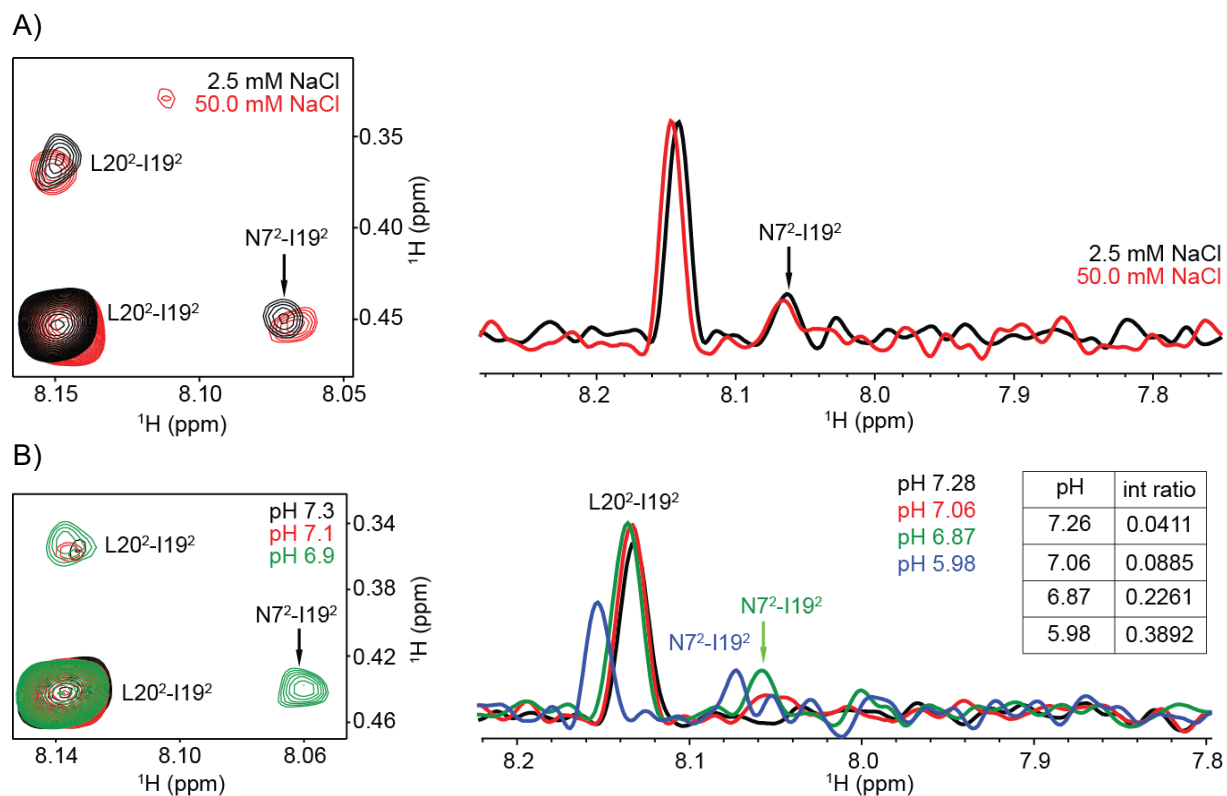 A)
2.5 mM NaCl
50.0 mM NaCl
L20²-I19²
N7²-I19²
L20²-I19²
0.35
0.40
0.45
¹H (ppm)
8.15
8.10
8.05
¹H (ppm)
N7²-I19²
2.5 mM NaCl
50.0 mM NaCl
8.2
8.1
8.0
7.9
7.8
¹H (ppm)
B)
pH 7.3
pH 7.1
pH 6.9
L20²-I19²
N7²-I19²
L20²-I19²
0.34
0.38
0.42
0.46
¹H (ppm)
8.14
8.10
8.06
¹H (ppm)
L20²-I19²
N7²-I19²
N7²-I19²
pH 7.28
pH 7.06
pH 6.87
pH 5.98
8.2
8.1
8.0
7.9
7.8
¹H (ppm)
pH int ratio
7.26 0.0411
7.06 0.0885
6.87 0.2261
5.98 0.3892